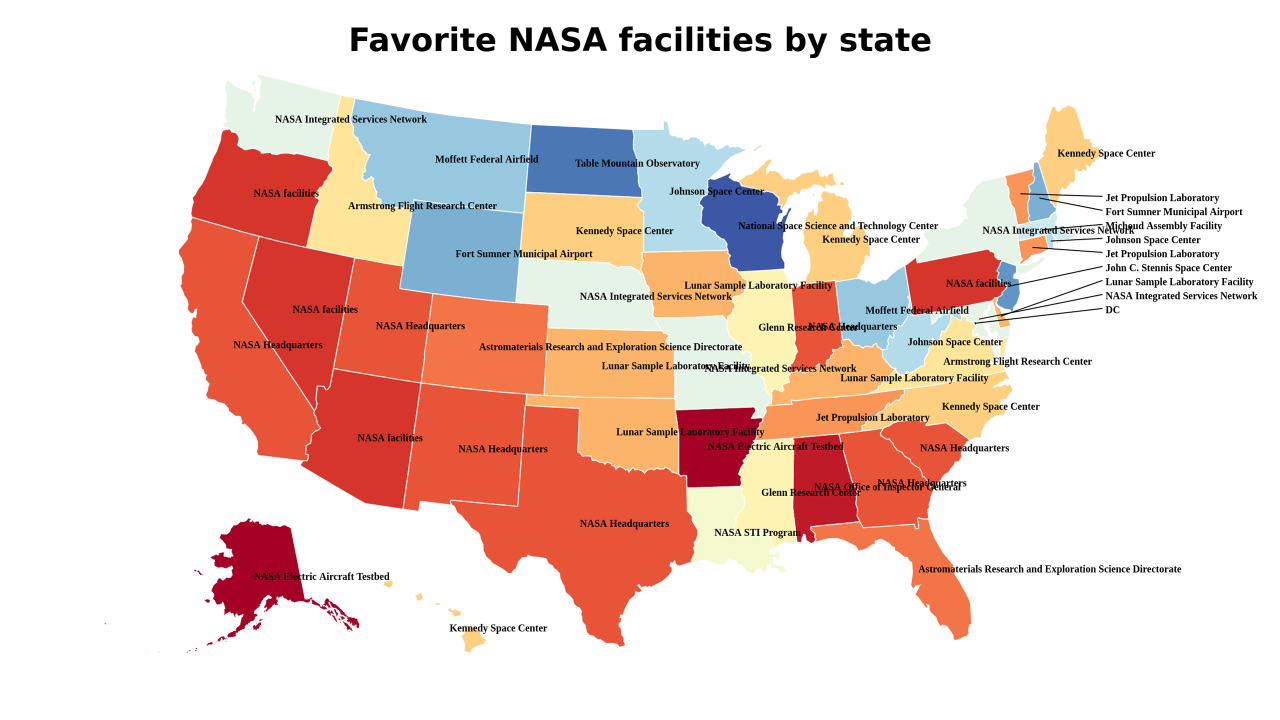 Favorite NASA facilities by state
NASA Integrated Services Network
Moffett Federal Airfield
Table Mountain Observatory
Kennedy Space Center
Johnson Space Center
NASA facilities
Armstrong Flight Research Center
Jet Propulsion Laboratory
Fort Sumner Municipal Airport
Michoud Assembly Facility
NASA Integrated Services Network
Johnson Space Center
Kennedy Space Center
National Space Science and Technology Center
Kennedy Space Center
Fort Sumner Municipal Airport
Jet Propulsion Laboratory
John C. Stennis Space Center
Lunar Sample Laboratory Facility
NASA facilities
Lunar Sample Laboratory Facility
NASA Integrated Services Network
NASA Integrated Services Network
DC
NASA facilities
Moffett Federal Airfield
NASA Headquarters
Glenn Research Center
NASA Headquarters
NASA Headquarters
Astromaterials Research and Exploration Science Directorate
Johnson Space Center
Armstrong Flight Research Center
Lunar Sample Laboratory Facility
NASA Integrated Services Network
Lunar Sample Laboratory Facility
Kennedy Space Center
Jet Propulsion Laboratory
NASA facilities
NASA Headquarters
Lunar Sample Laboratory Facility
NASA Electric Aircraft Testbed
NASA Headquarters
Glenn Research Center
NASA Office of Inspector General
NASA Headquarters
NASA Headquarters
NASA STI Program
Astromaterials Research and Exploration Science Directorate
NASA Electric Aircraft Testbed
Kennedy Space Center